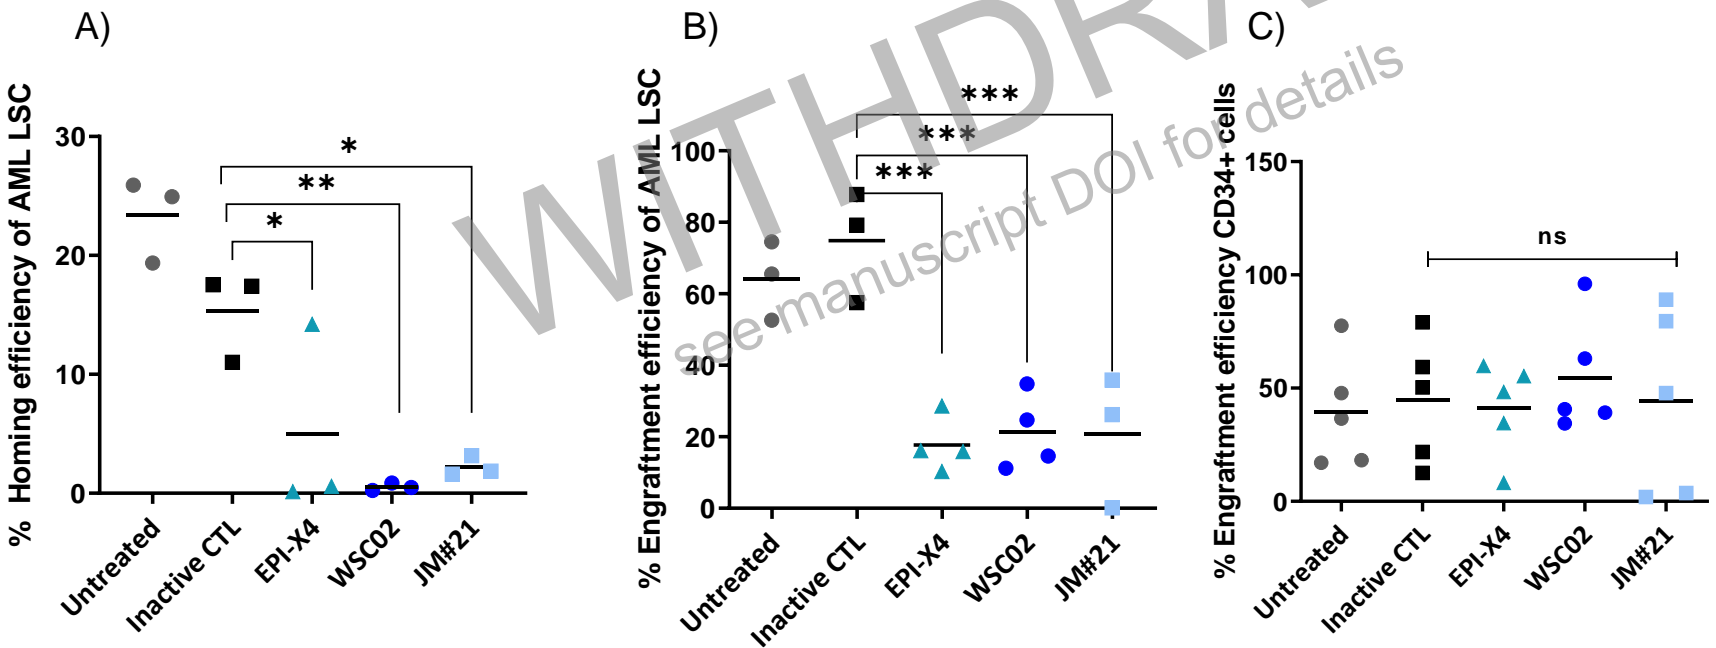 A)
% Homing efficiency of AML LSC
30
20
10
0
*
**
*
Untreated
Inactive CTL
EPI-X4
WSC02
JM#21
B)
% Engraftment efficiency of AML LSC
100
80
60
40
20
0
***
***
***
Untreated
Inactive CTL
EPI-X4
WSC02
JM#21
C)
% Engraftment efficiency CD34+ cells
150
100
50
0
ns
Untreated
Inactive CTL
EPI-X4
WSC02
JM#21
see manuscript DOI for details